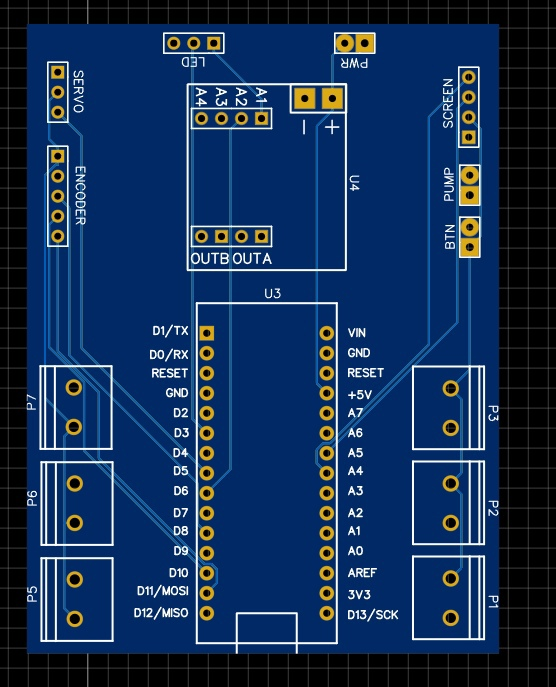 LED
PWR
SERVO
SCREEN
A4 A3 A2 A1
− +
ENCODER
PUMP
U4
BTN
OUTB OUTA
U3
D1/TX VIN
D0/RX GND
RESET RESET
GND +5V
D2 A7
D3 A6
D4 A5
D5 A4
D6 A3
D7 A2
D8 A1
D9 A0
D10 AREF
D11/MOSI 3V3
D12/MISO D13/SCK
P7
P3
P6
P2
P5
P1